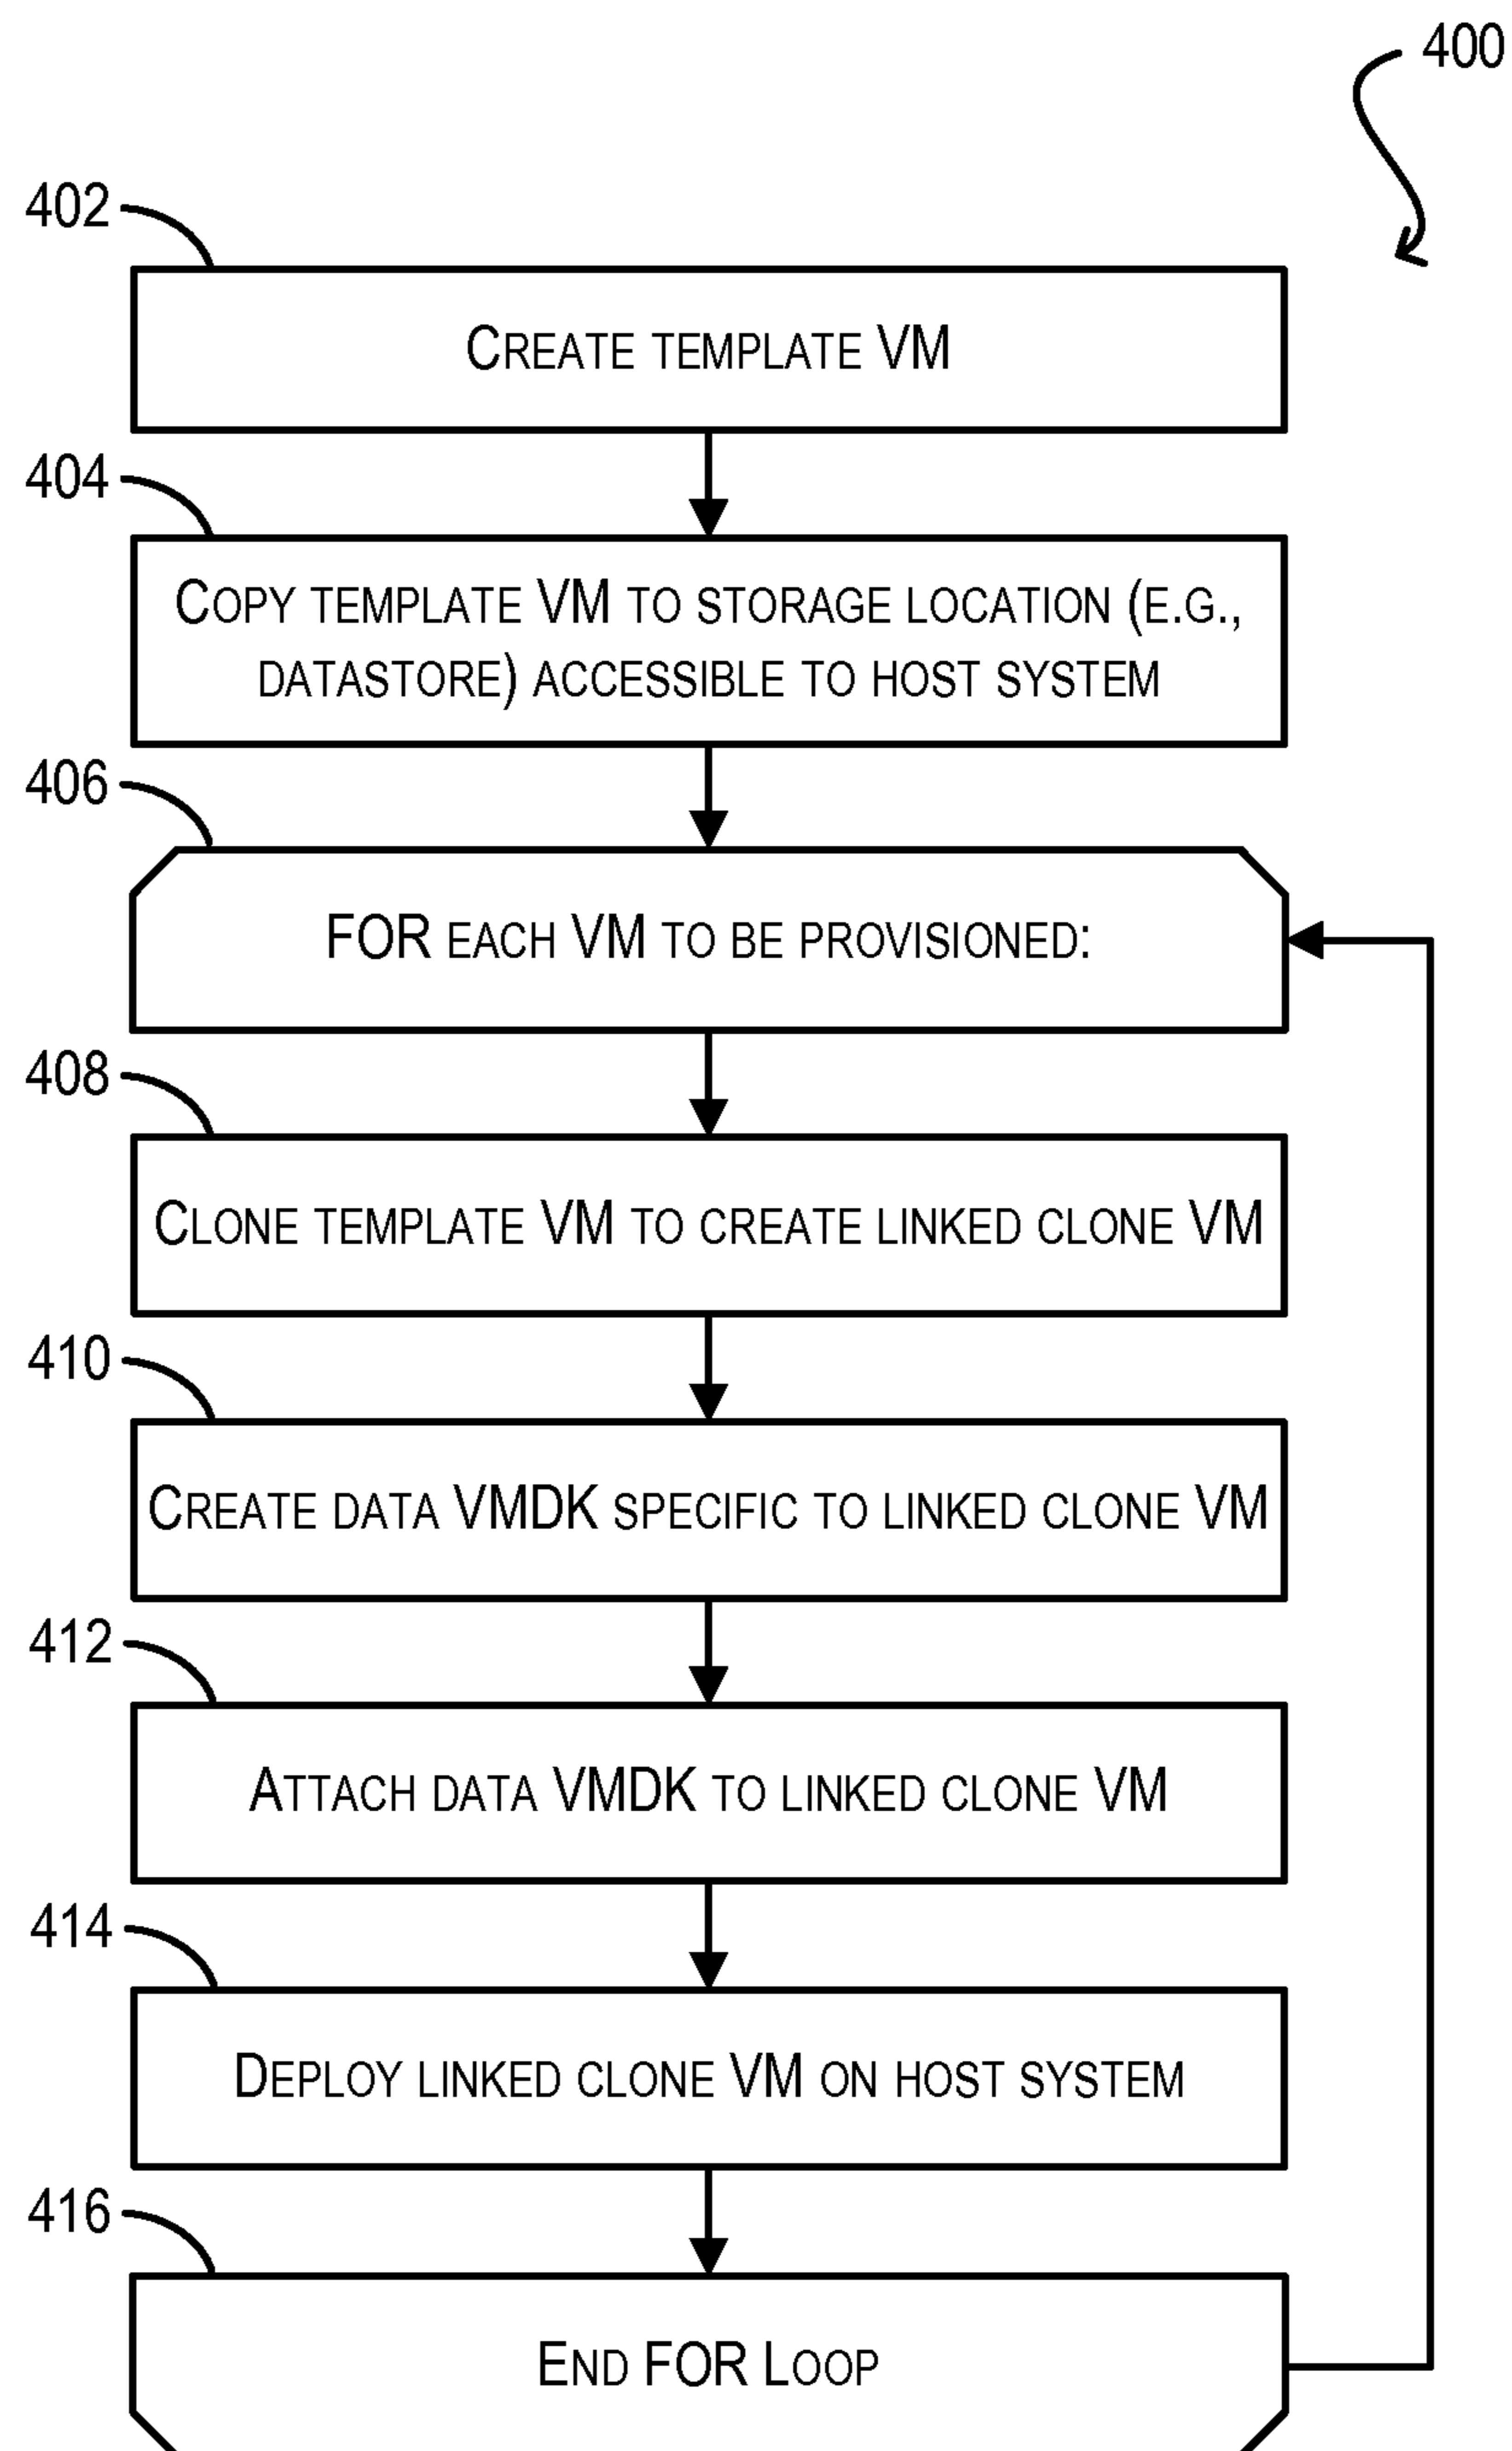 400
402
CREATE TEMPLATE VM
404
COPY TEMPLATE VM TO STORAGE LOCATION (E.G.,
DATASTORE) ACCESSIBLE TO HOST SYSTEM
406
FOR EACH VM TO BE PROVISIONED:
408
CLONE TEMPLATE VM TO CREATE LINKED CLONE VM
410
CREATE DATA VMDK SPECIFIC TO LINKED CLONE VM
412
ATTACH DATA VMDK TO LINKED CLONE VM
414
DEPLOY LINKED CLONE VM ON HOST SYSTEM
416
END FOR LOOP